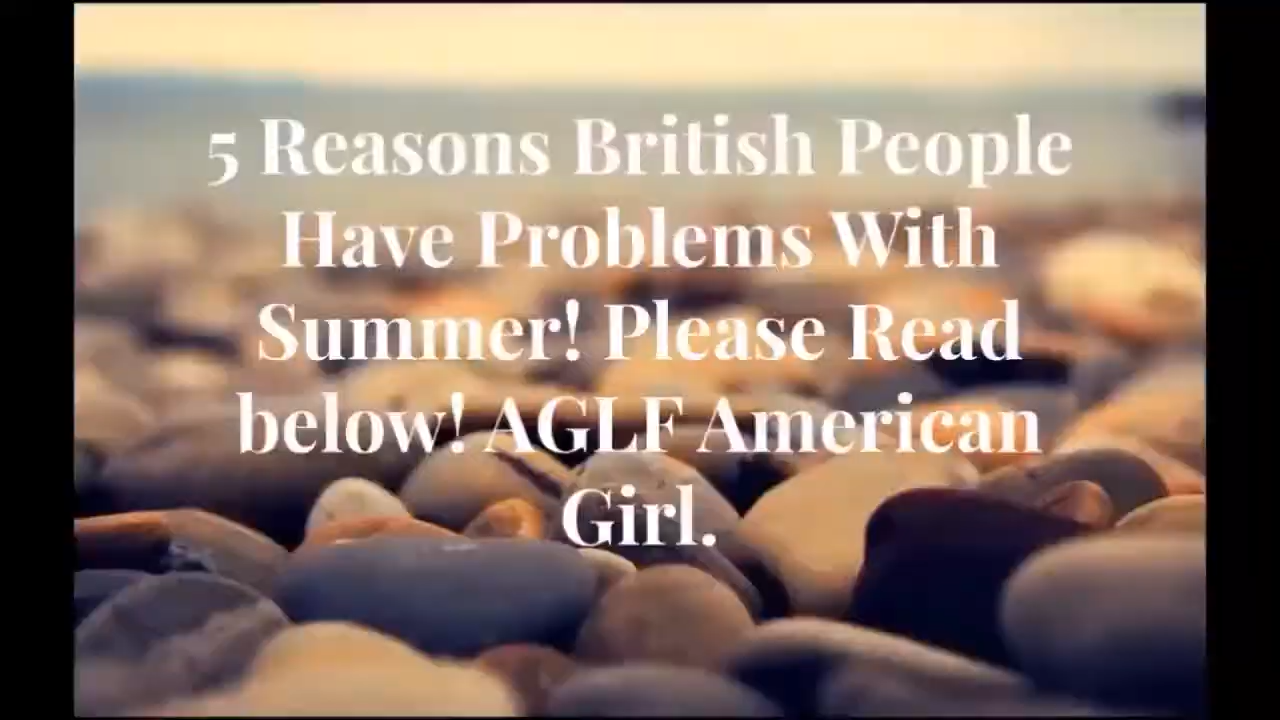 5 Reasons British People
Have Problems With
Summer! Please Read
below! AGLF American
Girl.